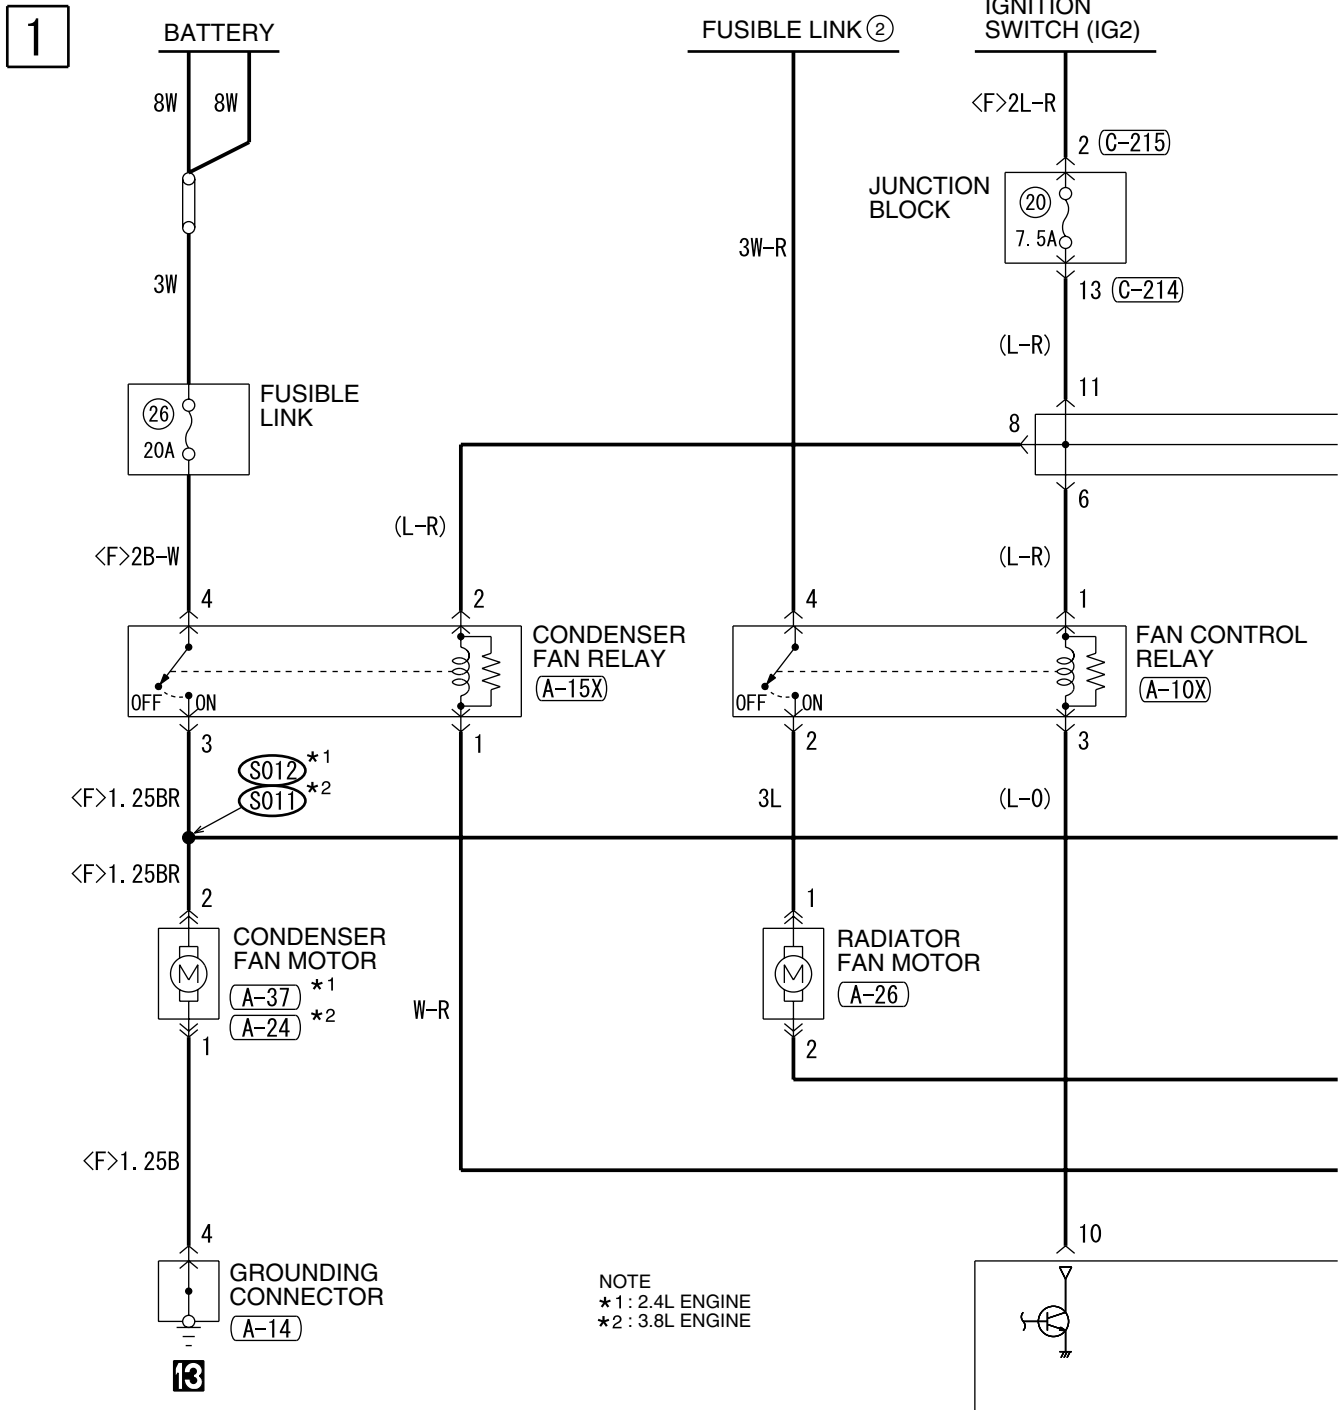 1
BATTERY
FUSIBLE LINK ②
IGNITION
SWITCH (IG2)
8W
8W
<F>2L-R
2
C-215
JUNCTION
BLOCK
20
7.5A
3W-R
3W
13
C-214
(L-R)
11
FUSIBLE
LINK
26
20A
8
6
(L-R)
<F>2B-W
(L-R)
4
2
4
1
CONDENSER
FAN RELAY
A-15X
FAN CONTROL
RELAY
A-10X
OFF
ON
OFF
ON
3
1
2
3
S012
*1
S011
*2
<F>1.25BR
3L
(L-O)
<F>1.25BR
2
1
CONDENSER
FAN MOTOR
M
A-37
*1
A-24
*2
RADIATOR
FAN MOTOR
M
A-26
W-R
1
2
<F>1.25B
4
10
GROUNDING
CONNECTOR
A-14
13
NOTE
*1 : 2.4L ENGINE
*2 : 3.8L ENGINE